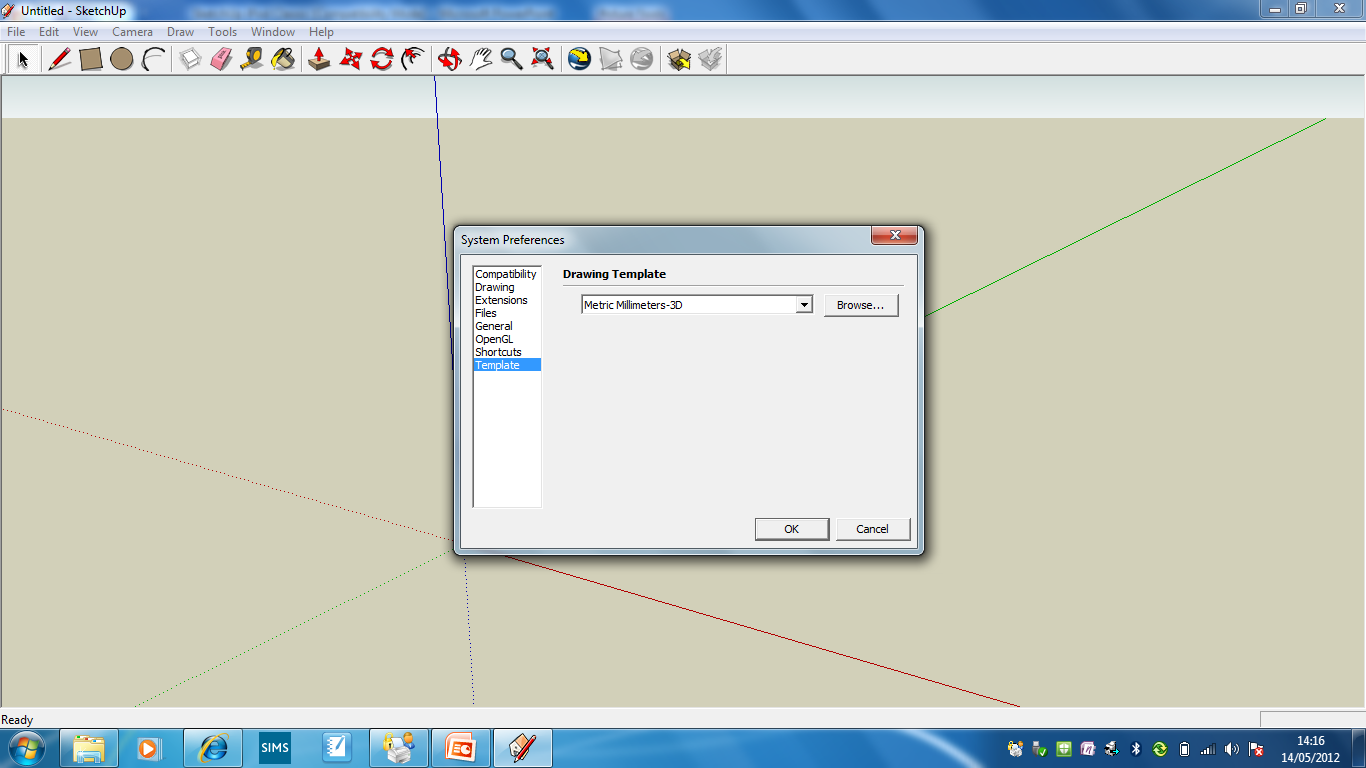 Untitled - SketchUp
File Edit View Camera Draw Tools Window Help
System Preferences
Compatibility
Drawing
Extensions
Files
General
OpenGL
Shortcuts
Template
Drawing Template
Metric Millimeters-3D
Browse...
OK
Cancel
Ready
SIMS
14:16
14/05/2012